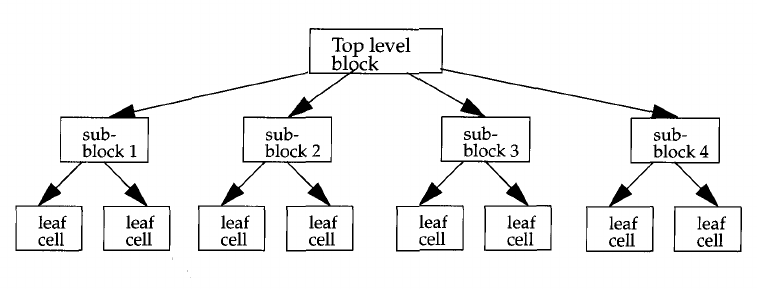 Top level
block
sub-
block 1
sub-
block 2
sub-
block 3
sub-
block 4
leaf
cell
leaf
cell
leaf
cell
leaf
cell
leaf
cell
leaf
cell
leaf
cell
leaf
cell